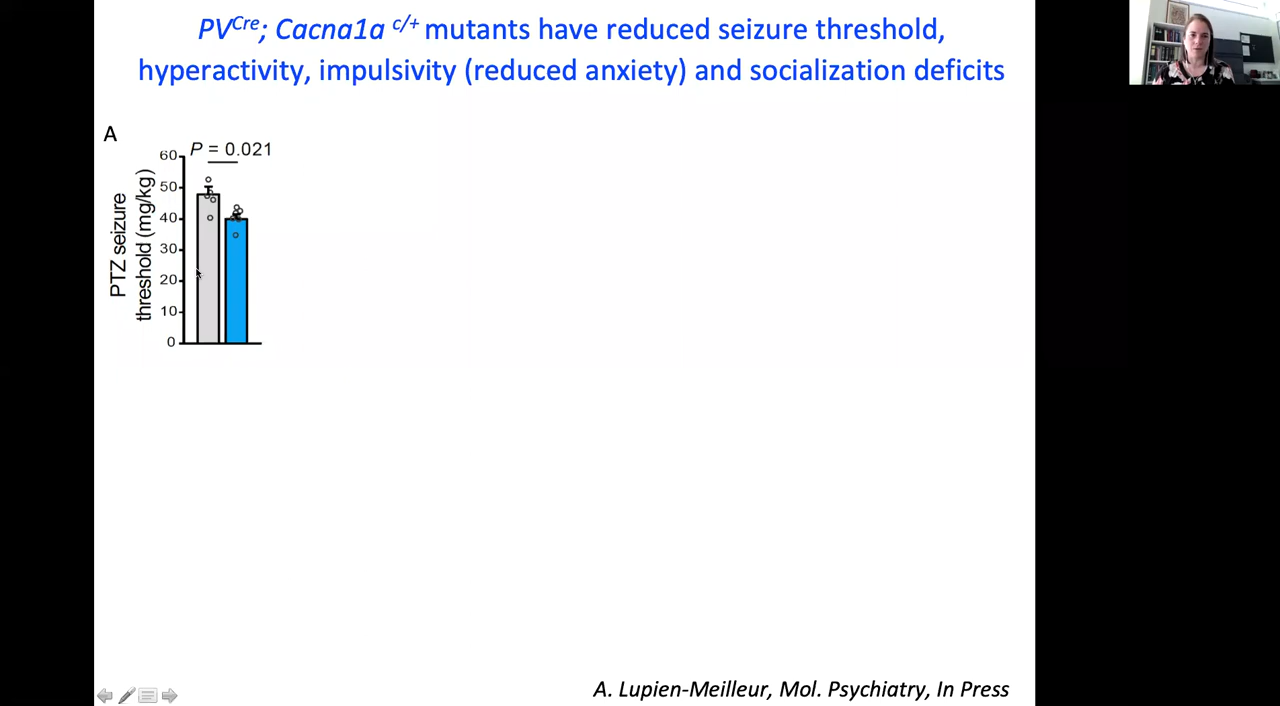 PVCre; Cacna1a c/+ mutants have reduced seizure threshold,
hyperactivity, impulsivity (reduced anxiety) and socialization deficits
A
P = 0.021
PTZ seizure
threshold (mg/kg)
60
50
40
30
20
10
0
A. Lupien-Meilleur, Mol. Psychiatry, In Press